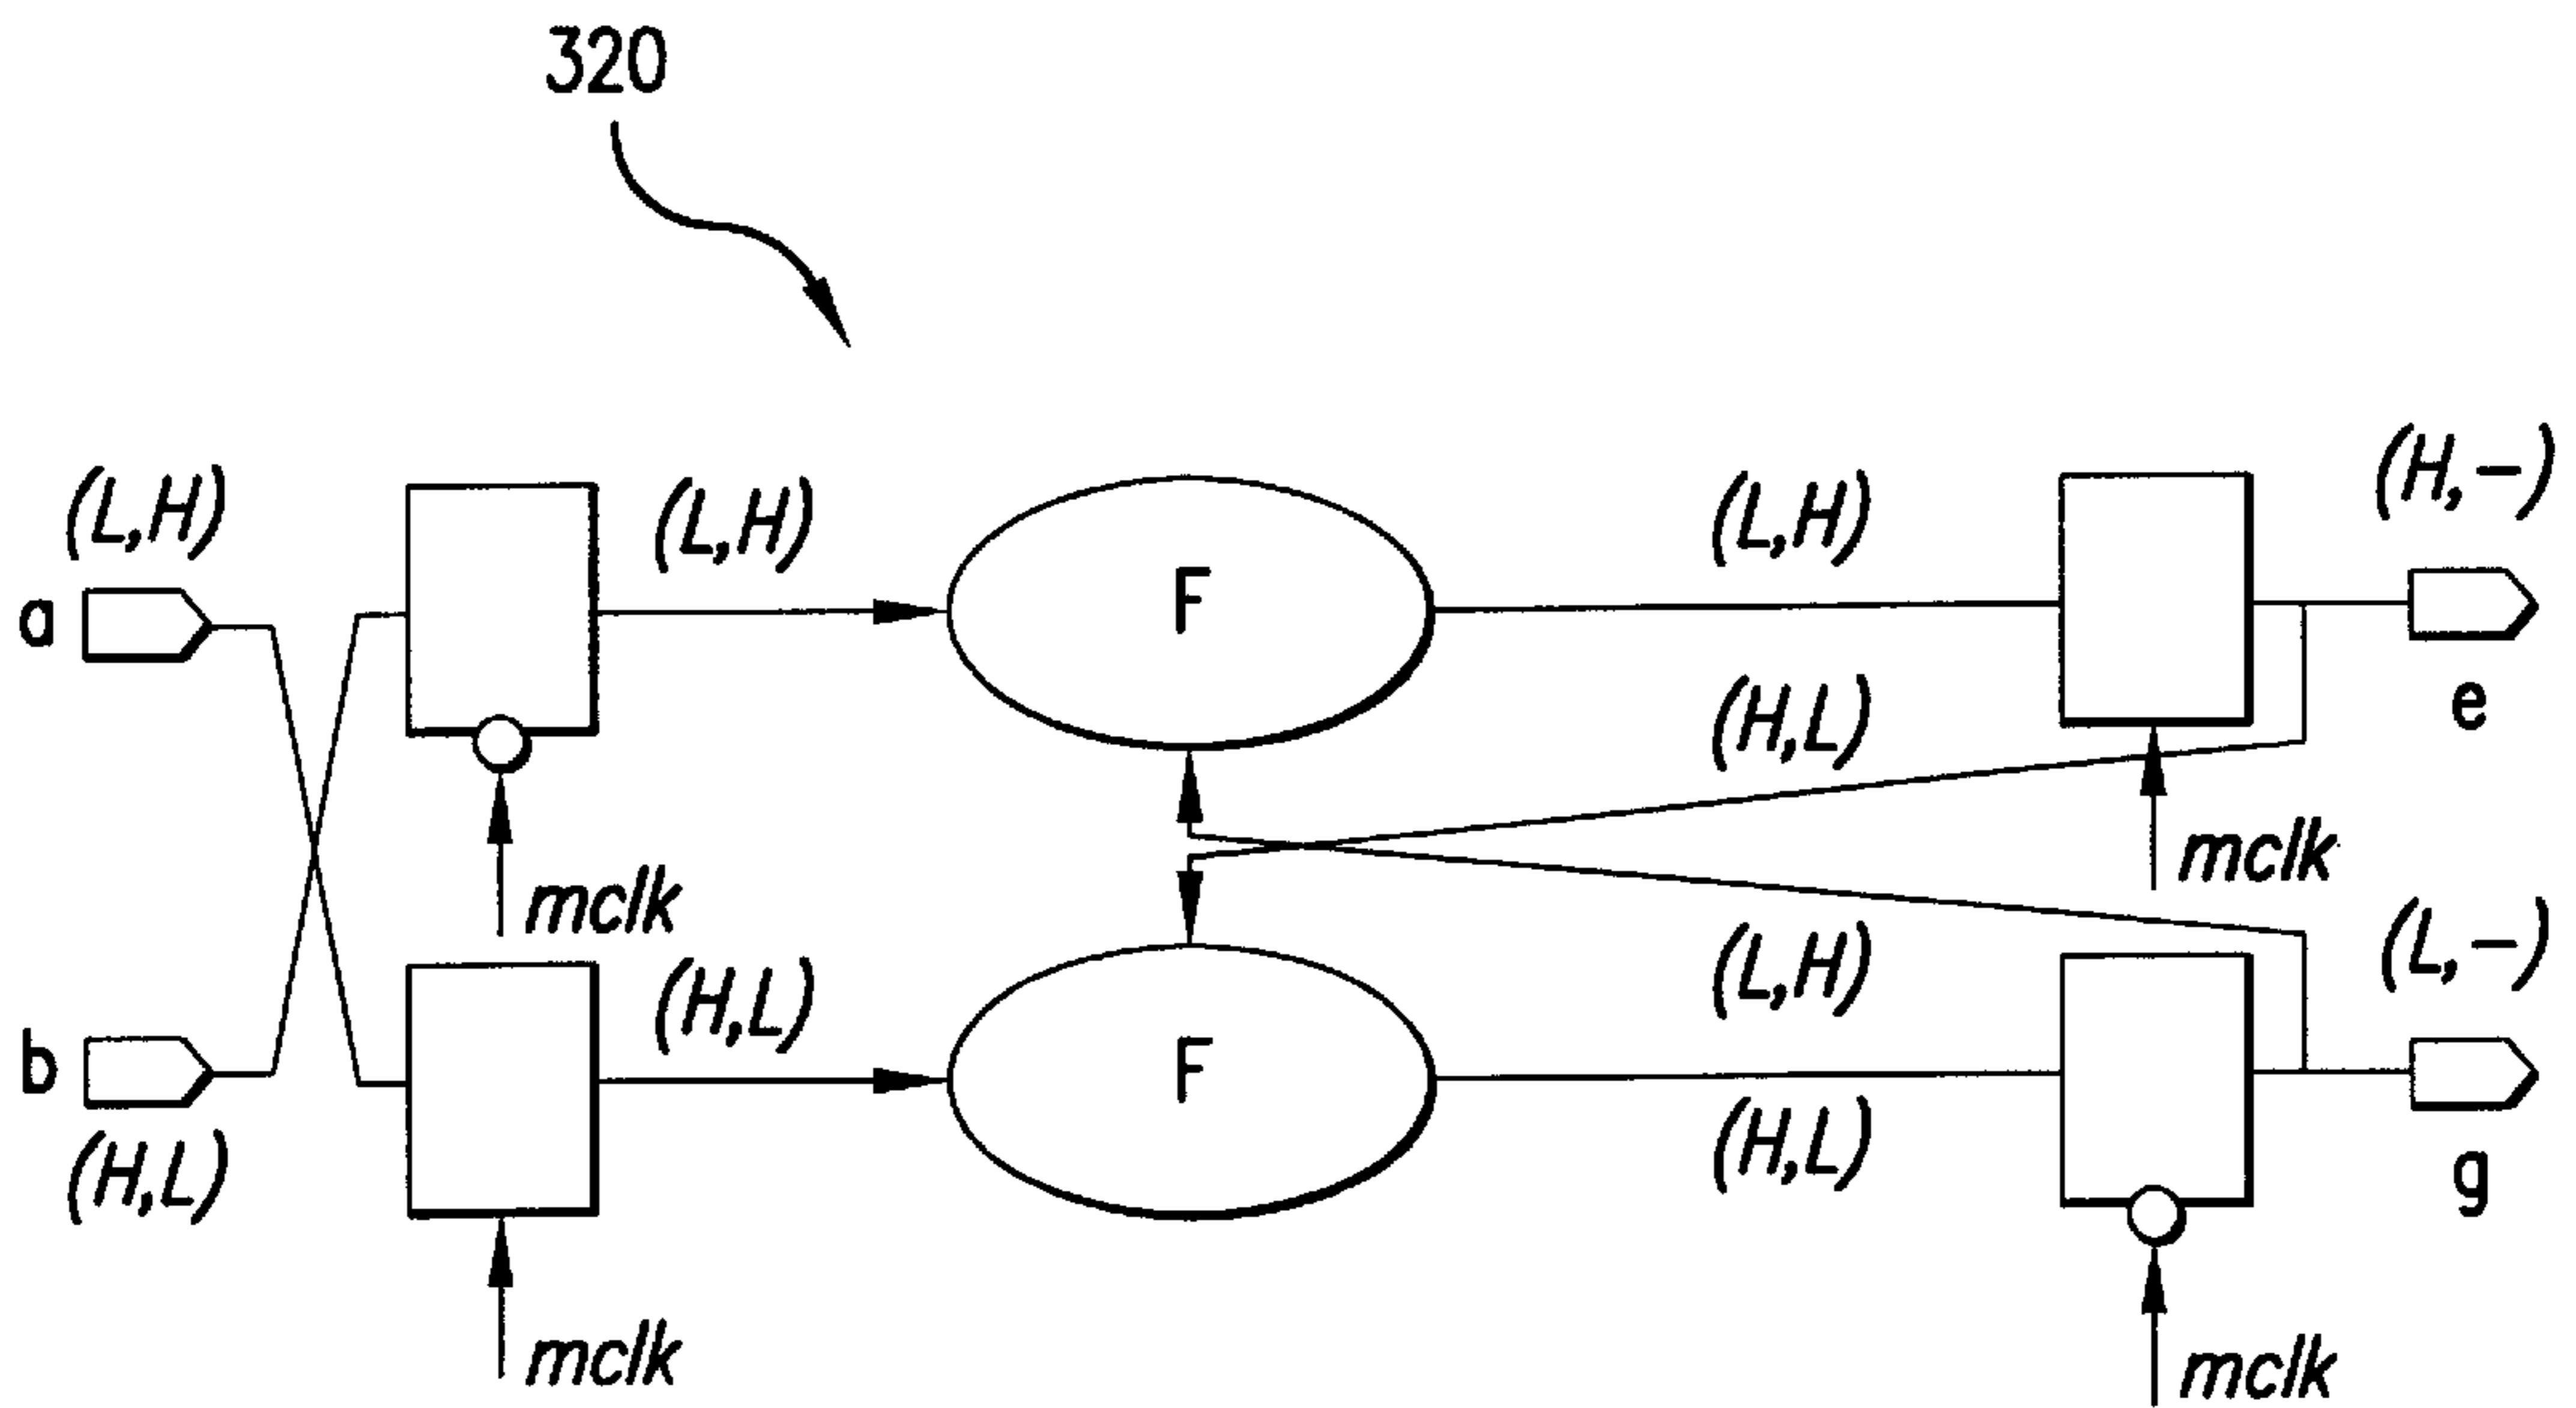 320
(L,H)
a
(L,H)
F
(L,H)
(H,-)
e
(H,L)
mclk
mclk
b
(H,L)
(H,L)
F
(L,H)
(L,-)
g
(H,L)
mclk
mclk